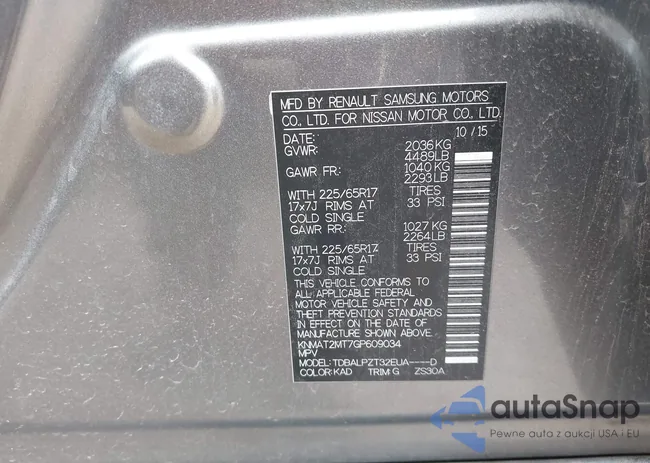 MFD BY RENAULT SAMSUNG MOTORS
CO., LTD. FOR NISSAN MOTOR CO., LTD.
DATE: 10 / 15
GVWR: 2036KG
4489LB
GAWR FR: 1040 KG
2293LB
WITH 225/65R17 TIRES
17x7J RIMS AT 33 PSI
COLD SINGLE
GAWR RR: 1027 KG
2264LB
WITH 225/65R17 TIRES
17x7J RIMS AT 33 PSI
COLD SINGLE
THIS VEHICLE CONFORMS TO
ALL APPLICABLE FEDERAL
MOTOR VEHICLE SAFETY AND
THEFT PREVENTION STANDARDS
IN EFFECT ON THE DATE OF
MANUFACTURE SHOWN ABOVE.
KNMAT2MT7GP609034
MPV
MODEL: TDBALPZT32EUA----D
COLOR: KAD TRIM: G ZS30A
autoSnap
Pewne auta z aukcji USA i EU